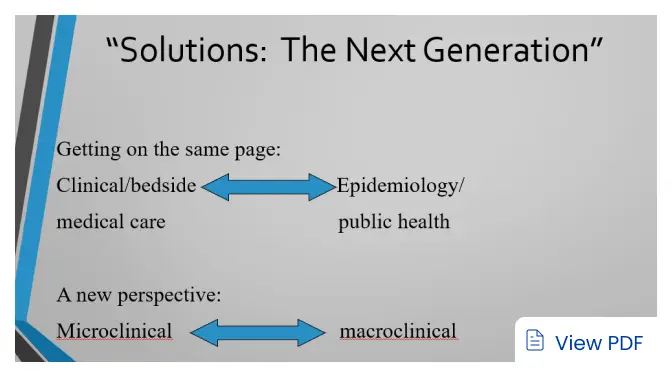 “Solutions:  The Next Generation”
Getting on the same page:
Clinical/bedside Epidemiology/
medical care public health
A new perspective:
Microclinical macroclinical
View PDF